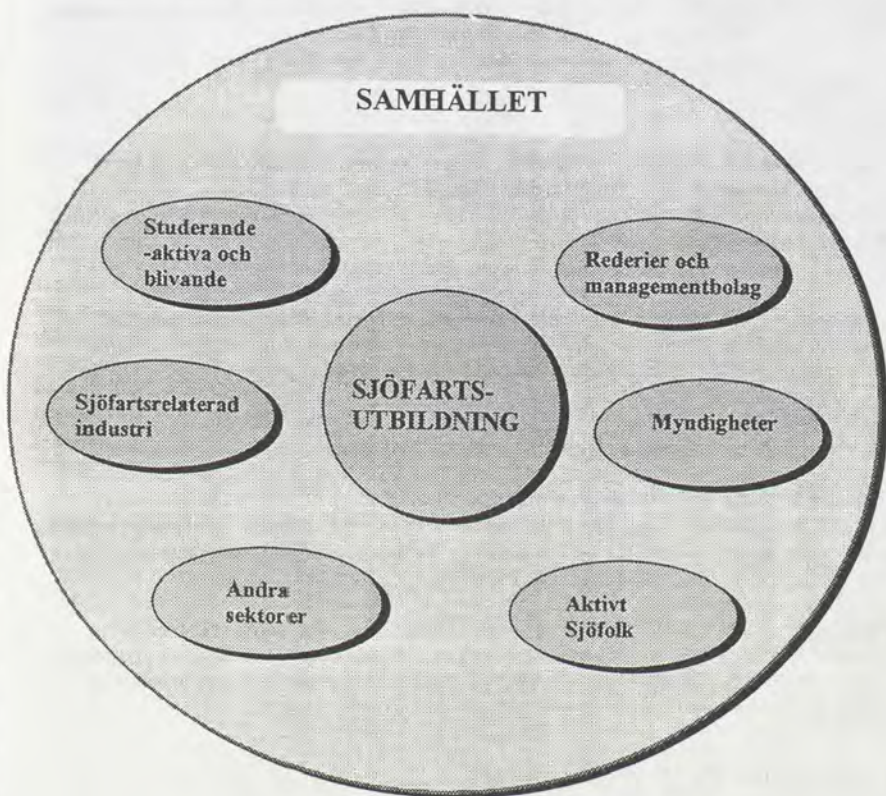 SAMHÄLLET
Studerande
-aktiva och
blivande
Rederier och
managementbolag
SJÖFARTS-
UTBILDNING
Sjöfartsrelaterad
industri
Myndigheter
Andra
sektorer
Aktivt
Sjöfolk